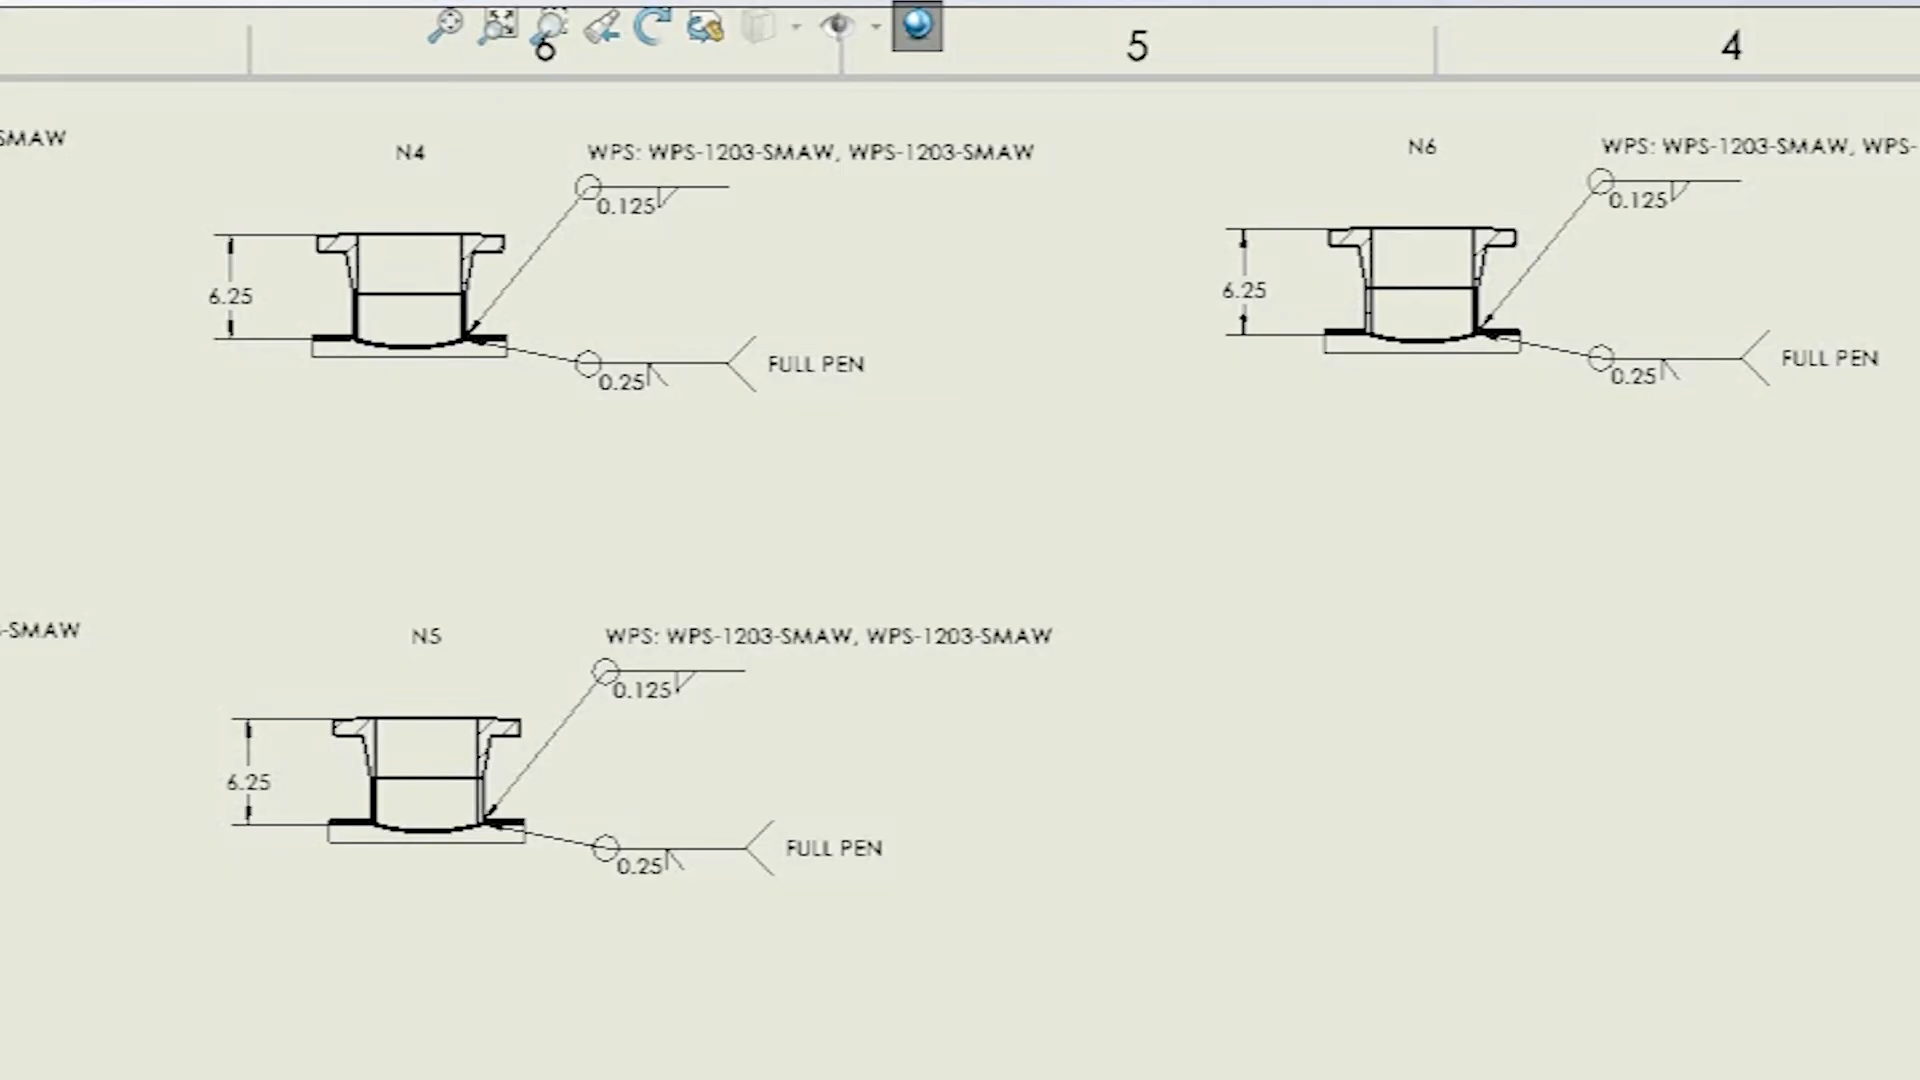 6
5
4
SMAW
N4
WPS: WPS-1203-SMAW, WPS-1203-SMAW
0.125
6.25
0.25
FULL PEN
N6
WPS: WPS-1203-SMAW, WPS-
0.125
6.25
0.25
FULL PEN
-SMAW
N5
WPS: WPS-1203-SMAW, WPS-1203-SMAW
0.125
6.25
0.25
FULL PEN